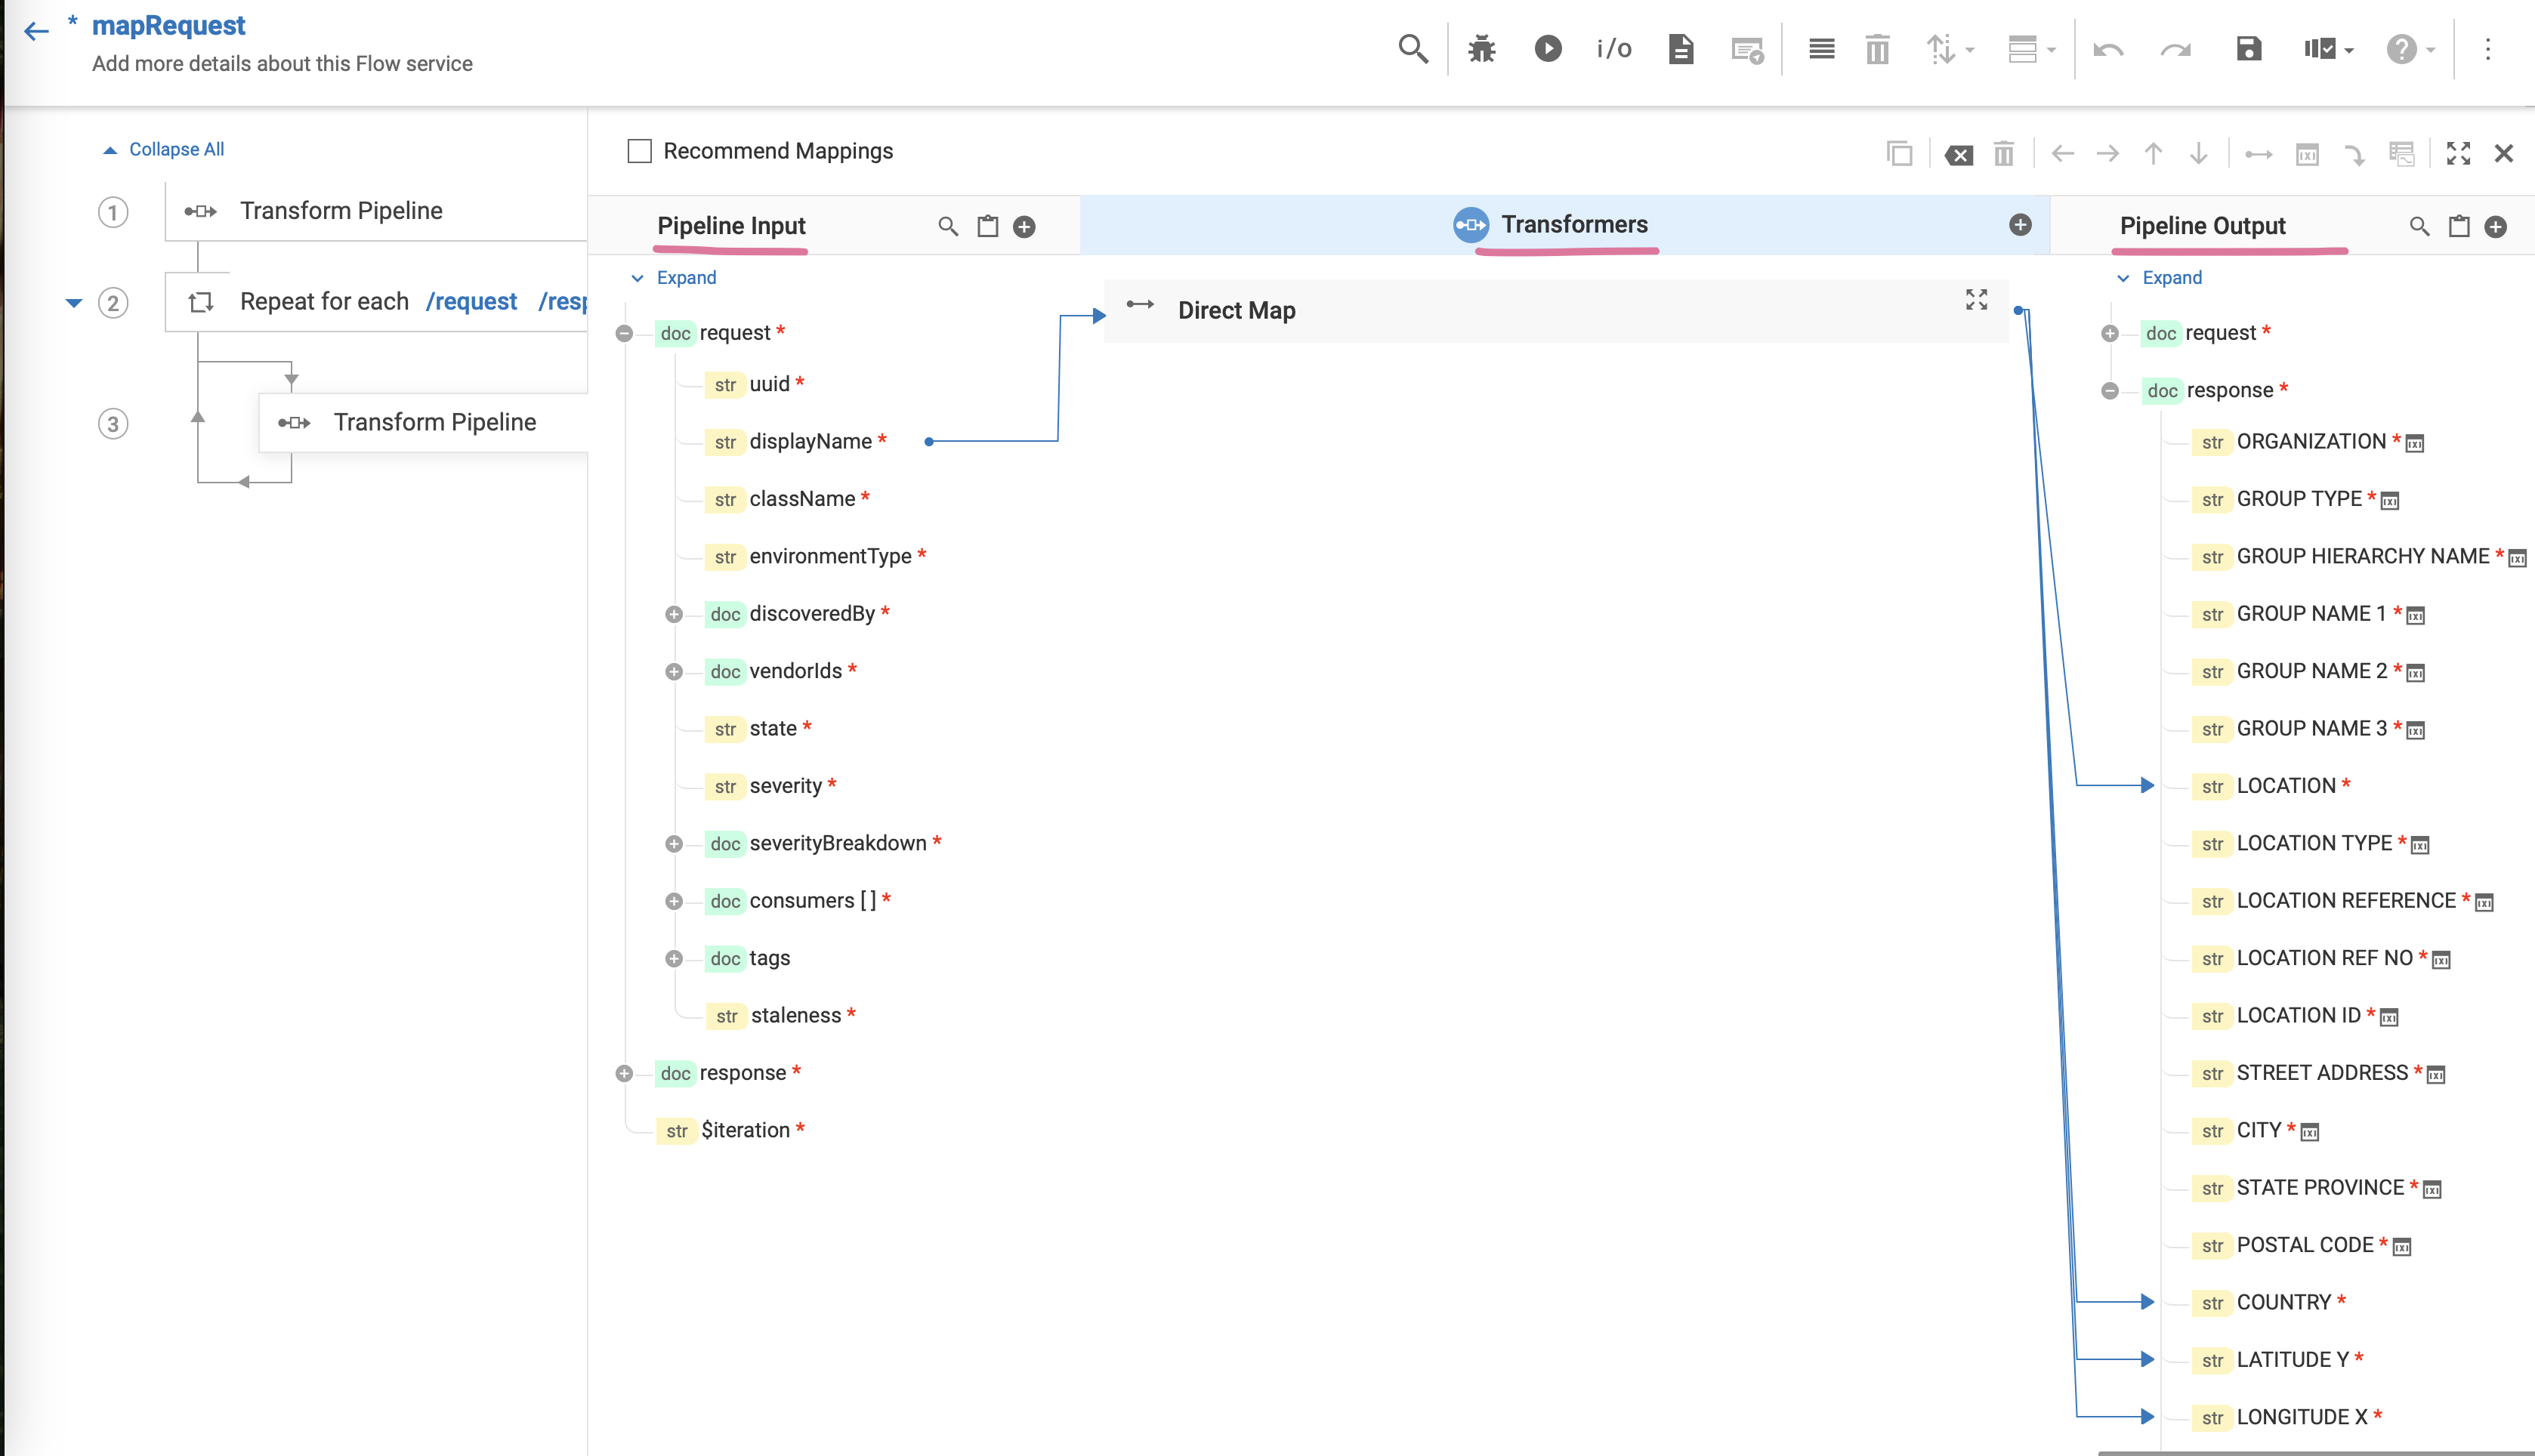 * mapRequest
Add more details about this Flow service
i/o
Collapse All
1 Transform Pipeline
2 Repeat for each /request /resp
3 Transform Pipeline
Recommend Mappings
Pipeline Input
Expand
doc request *
str uuid *
str displayName *
str className *
str environmentType *
doc discoveredBy *
doc vendorIds *
str state *
str severity *
doc severityBreakdown *
doc consumers [ ] *
doc tags
str staleness *
doc response *
str $iteration *
Transformers
Direct Map
Pipeline Output
Expand
doc request *
doc response *
str ORGANIZATION *
str GROUP TYPE *
str GROUP HIERARCHY NAME *
str GROUP NAME 1 *
str GROUP NAME 2 *
str GROUP NAME 3 *
str LOCATION *
str LOCATION TYPE *
str LOCATION REFERENCE *
str LOCATION REF NO *
str LOCATION ID *
str STREET ADDRESS *
str CITY *
str STATE PROVINCE *
str POSTAL CODE *
str COUNTRY *
str LATITUDE Y *
str LONGITUDE X *